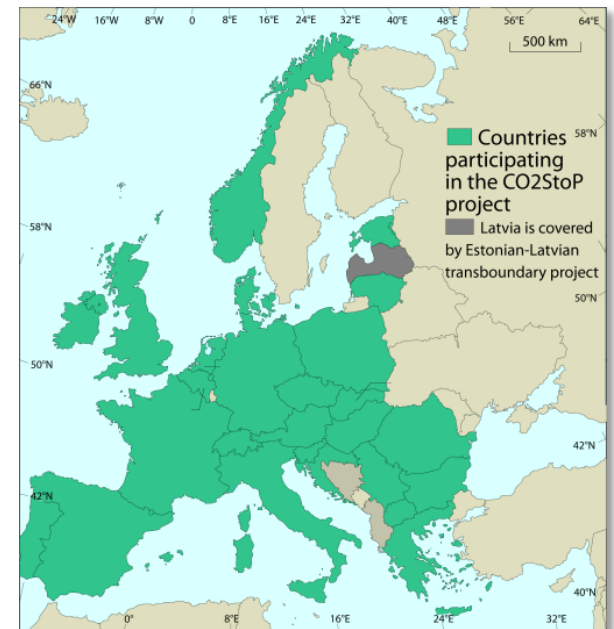 24°W 16°W 8°W 0° 8°E 16°E 24°E 32°E 40°E 48°E 56°E 64°E
500 km
66°N
58°N
Countries
participating
in the CO2StoP
project
Latvia is covered
by Estonian-Latvian
transboundary project
58°N
50°N
50°N
42°N
42°N
40°N
0° 8°E 16°E 24°E 32°E